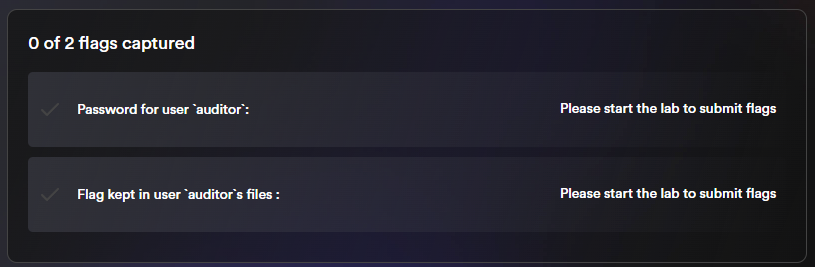 0 of 2 flags captured
Password for user `auditor`:
Please start the lab to submit flags
Flag kept in user `auditor`s files :
Please start the lab to submit flags